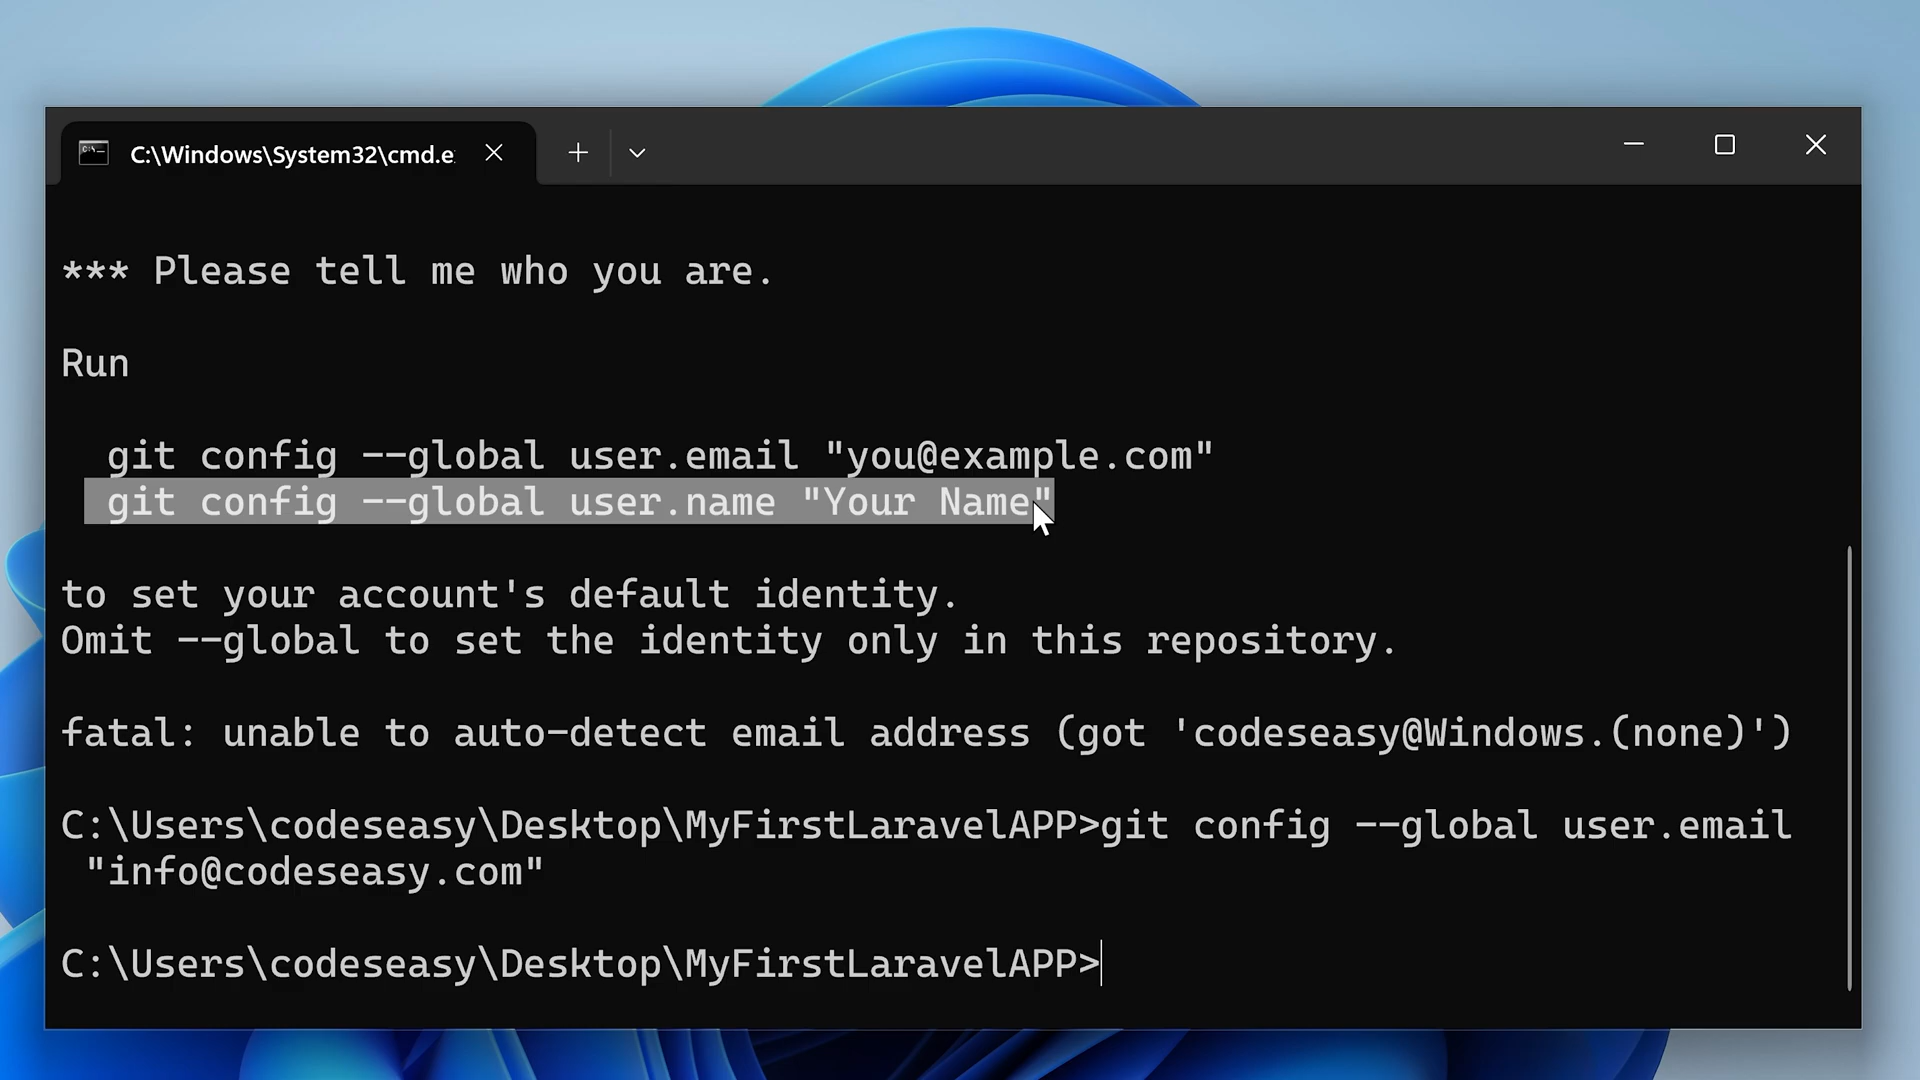 C:\Windows\System32\cmd.e
*** Please tell me who you are.
Run
git config --global user.email "you@example.com"
git config --global user.name "Your Name"
to set your account's default identity.
Omit --global to set the identity only in this repository.
fatal: unable to auto-detect email address (got 'codeseasy@Windows.(none)')
C:\Users\codeseasy\Desktop\MyFirstLaravelAPP>git config --global user.email
"info@codeseasy.com"
C:\Users\codeseasy\Desktop\MyFirstLaravelAPP>